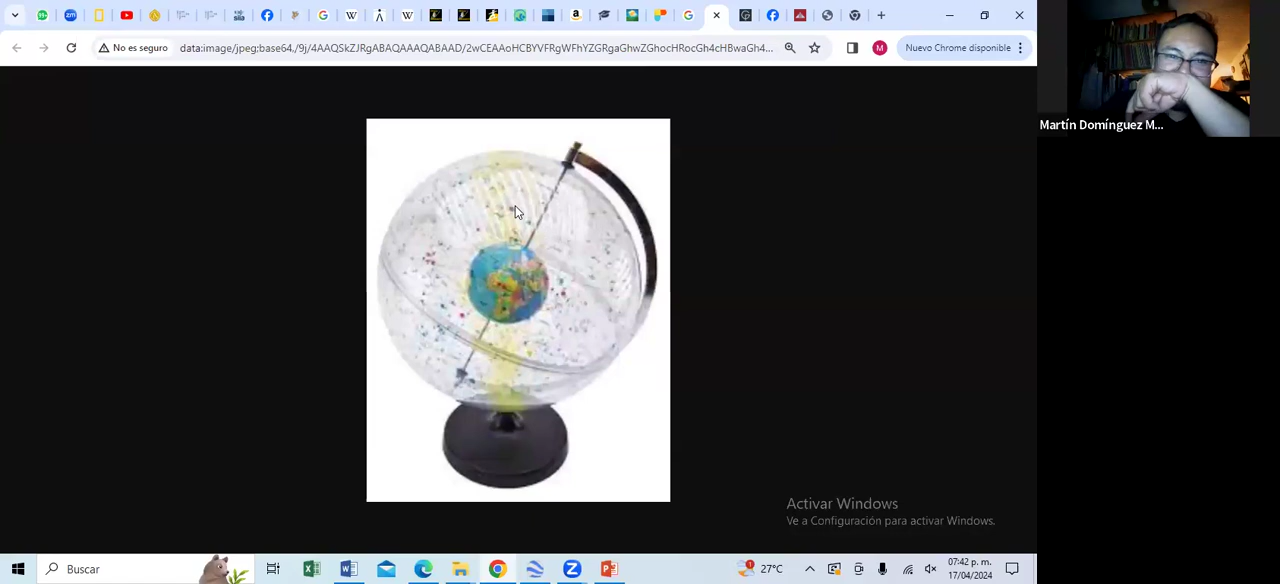 No es seguro
data:image/jpeg;base64,/9j/4AAQSkZJRgABAQAAAQABAAD/2wCEAAoHCBYVFRgWFhYZGRgaGhwZGhocHRocGh4cHBwaGh4...
M
Nuevo Chrome disponible
Martín Domínguez M...
Activar Windows
Ve a Configuración para activar Windows.
Buscar
27°C
07:42 p. m.
17/04/2024